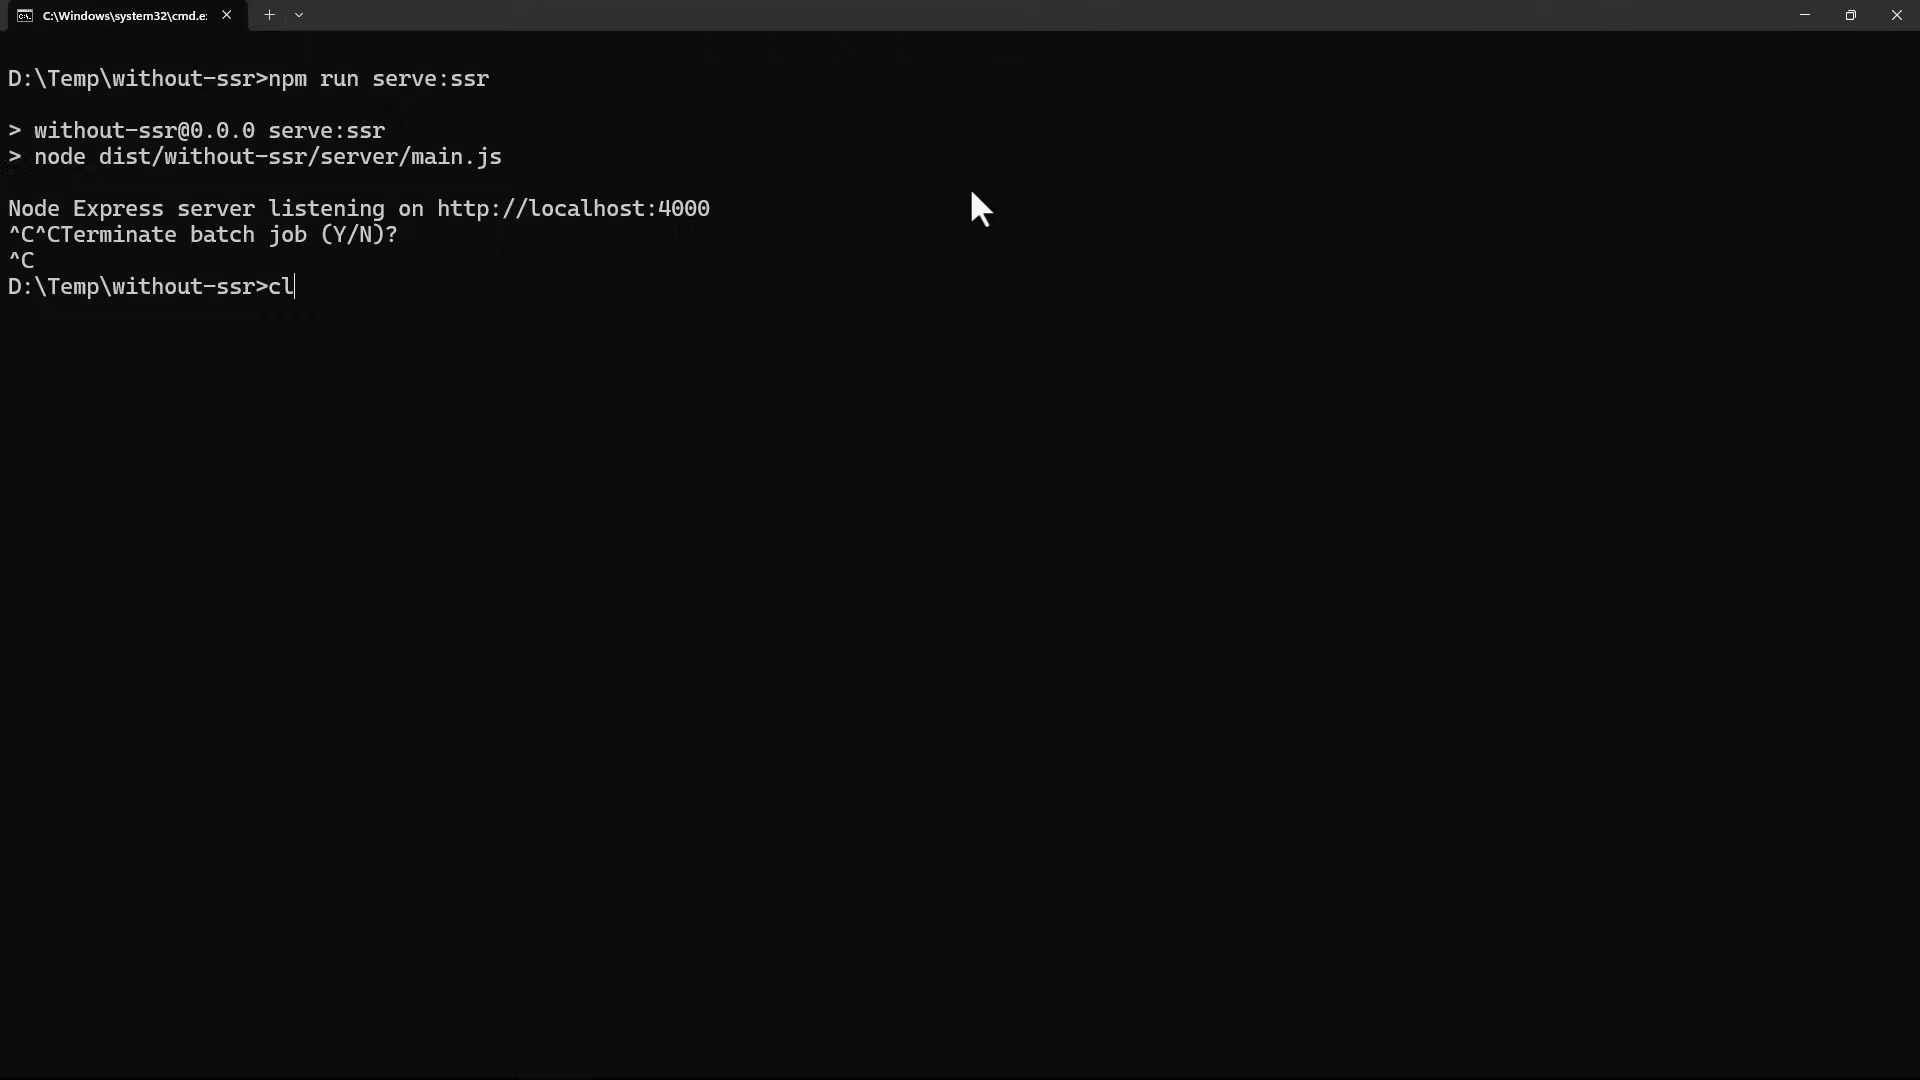 C:\Windows\system32\cmd.e:
D:\Temp\without-ssr>npm run serve:ssr
> without-ssr@0.0.0 serve:ssr
> node dist/without-ssr/server/main.js
Node Express server listening on http://localhost:4000
^C^CTerminate batch job (Y/N)?
^C
D:\Temp\without-ssr>cl